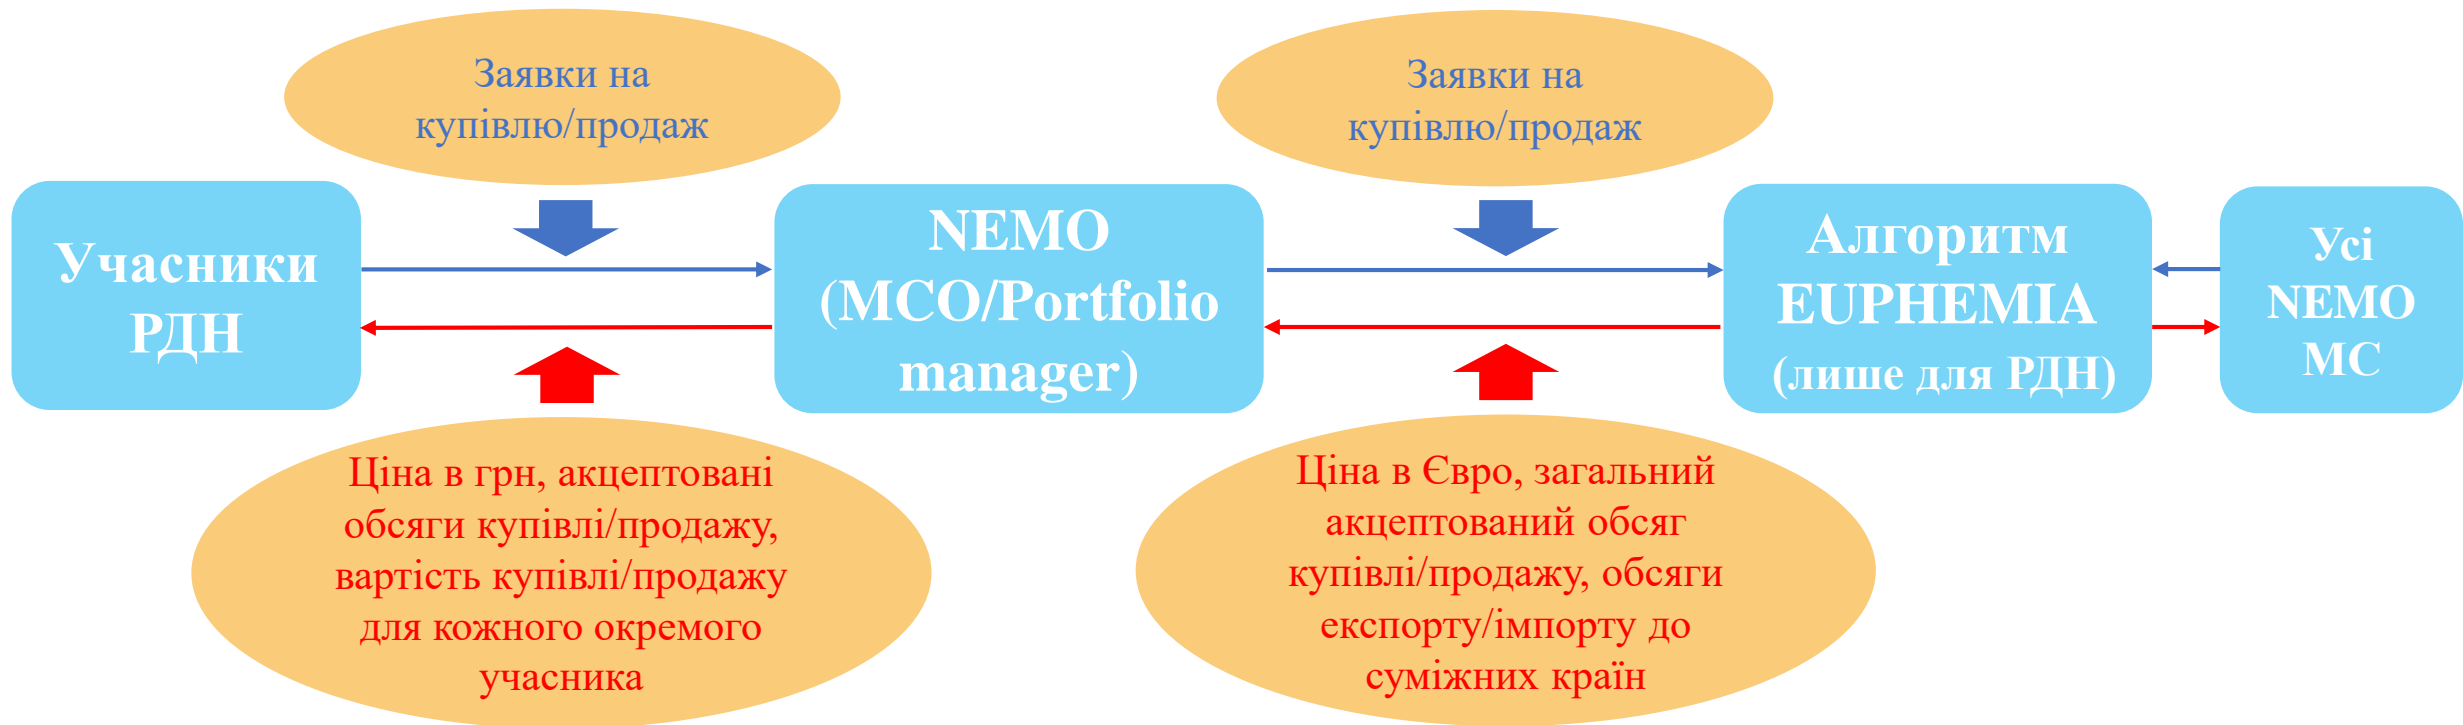 Заявки на
купівлю/продаж
Заявки на
купівлю/продаж
Учасники
РДН
NEMO
(MCO/Portfolio
manager)
Алгоритм
EUPHEMIA
(лише для РДН)
Усі
NEMO
МС
Ціна в грн, акцептовані
обсяги купівлі/продажу,
вартість купівлі/продажу
для кожного окремого
учасника
Ціна в Євро, загальний
акцептований обсяг
купівлі/продажу, обсяги
експорту/імпорту до
суміжних країн